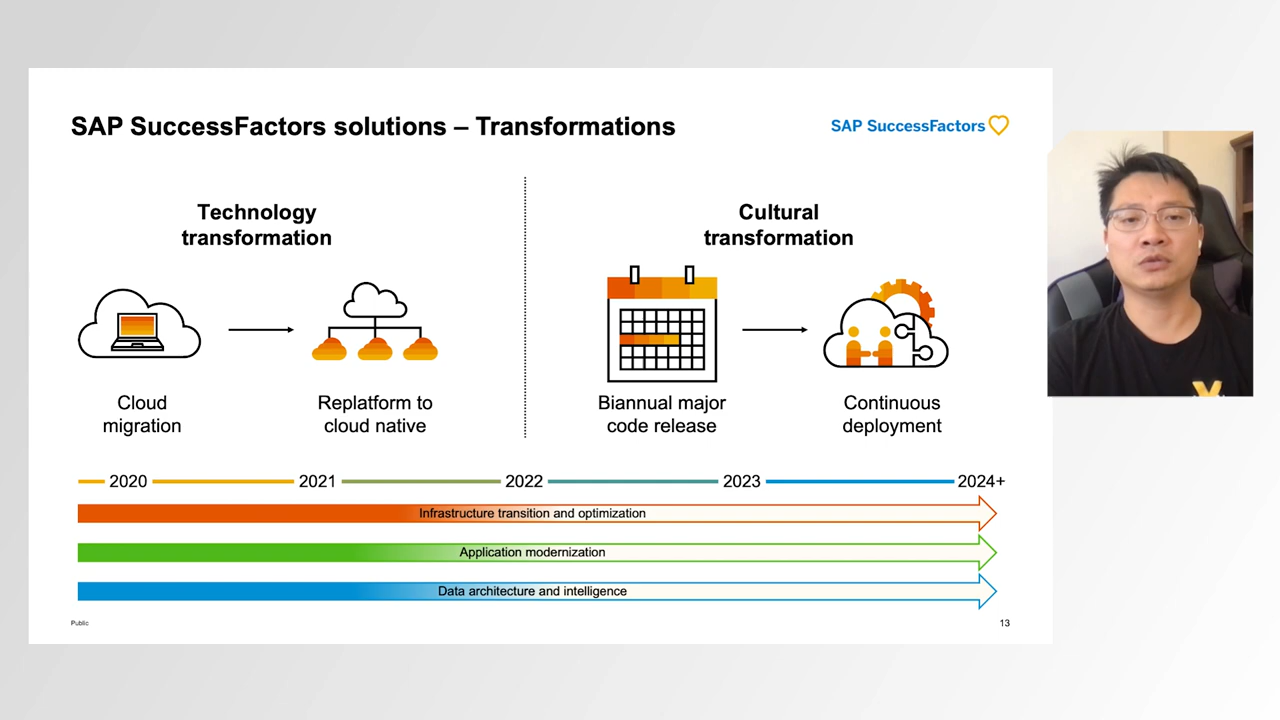 SAP SuccessFactors solutions – Transformations
SAP SuccessFactors
Technology
transformation
Cultural
transformation
Cloud
migration
Replatform to
cloud native
Biannual major
code release
Continuous
deployment
2020
2021
2022
2023
2024+
Infrastructure transition and optimization
Application modernization
Data architecture and intelligence
Public
13